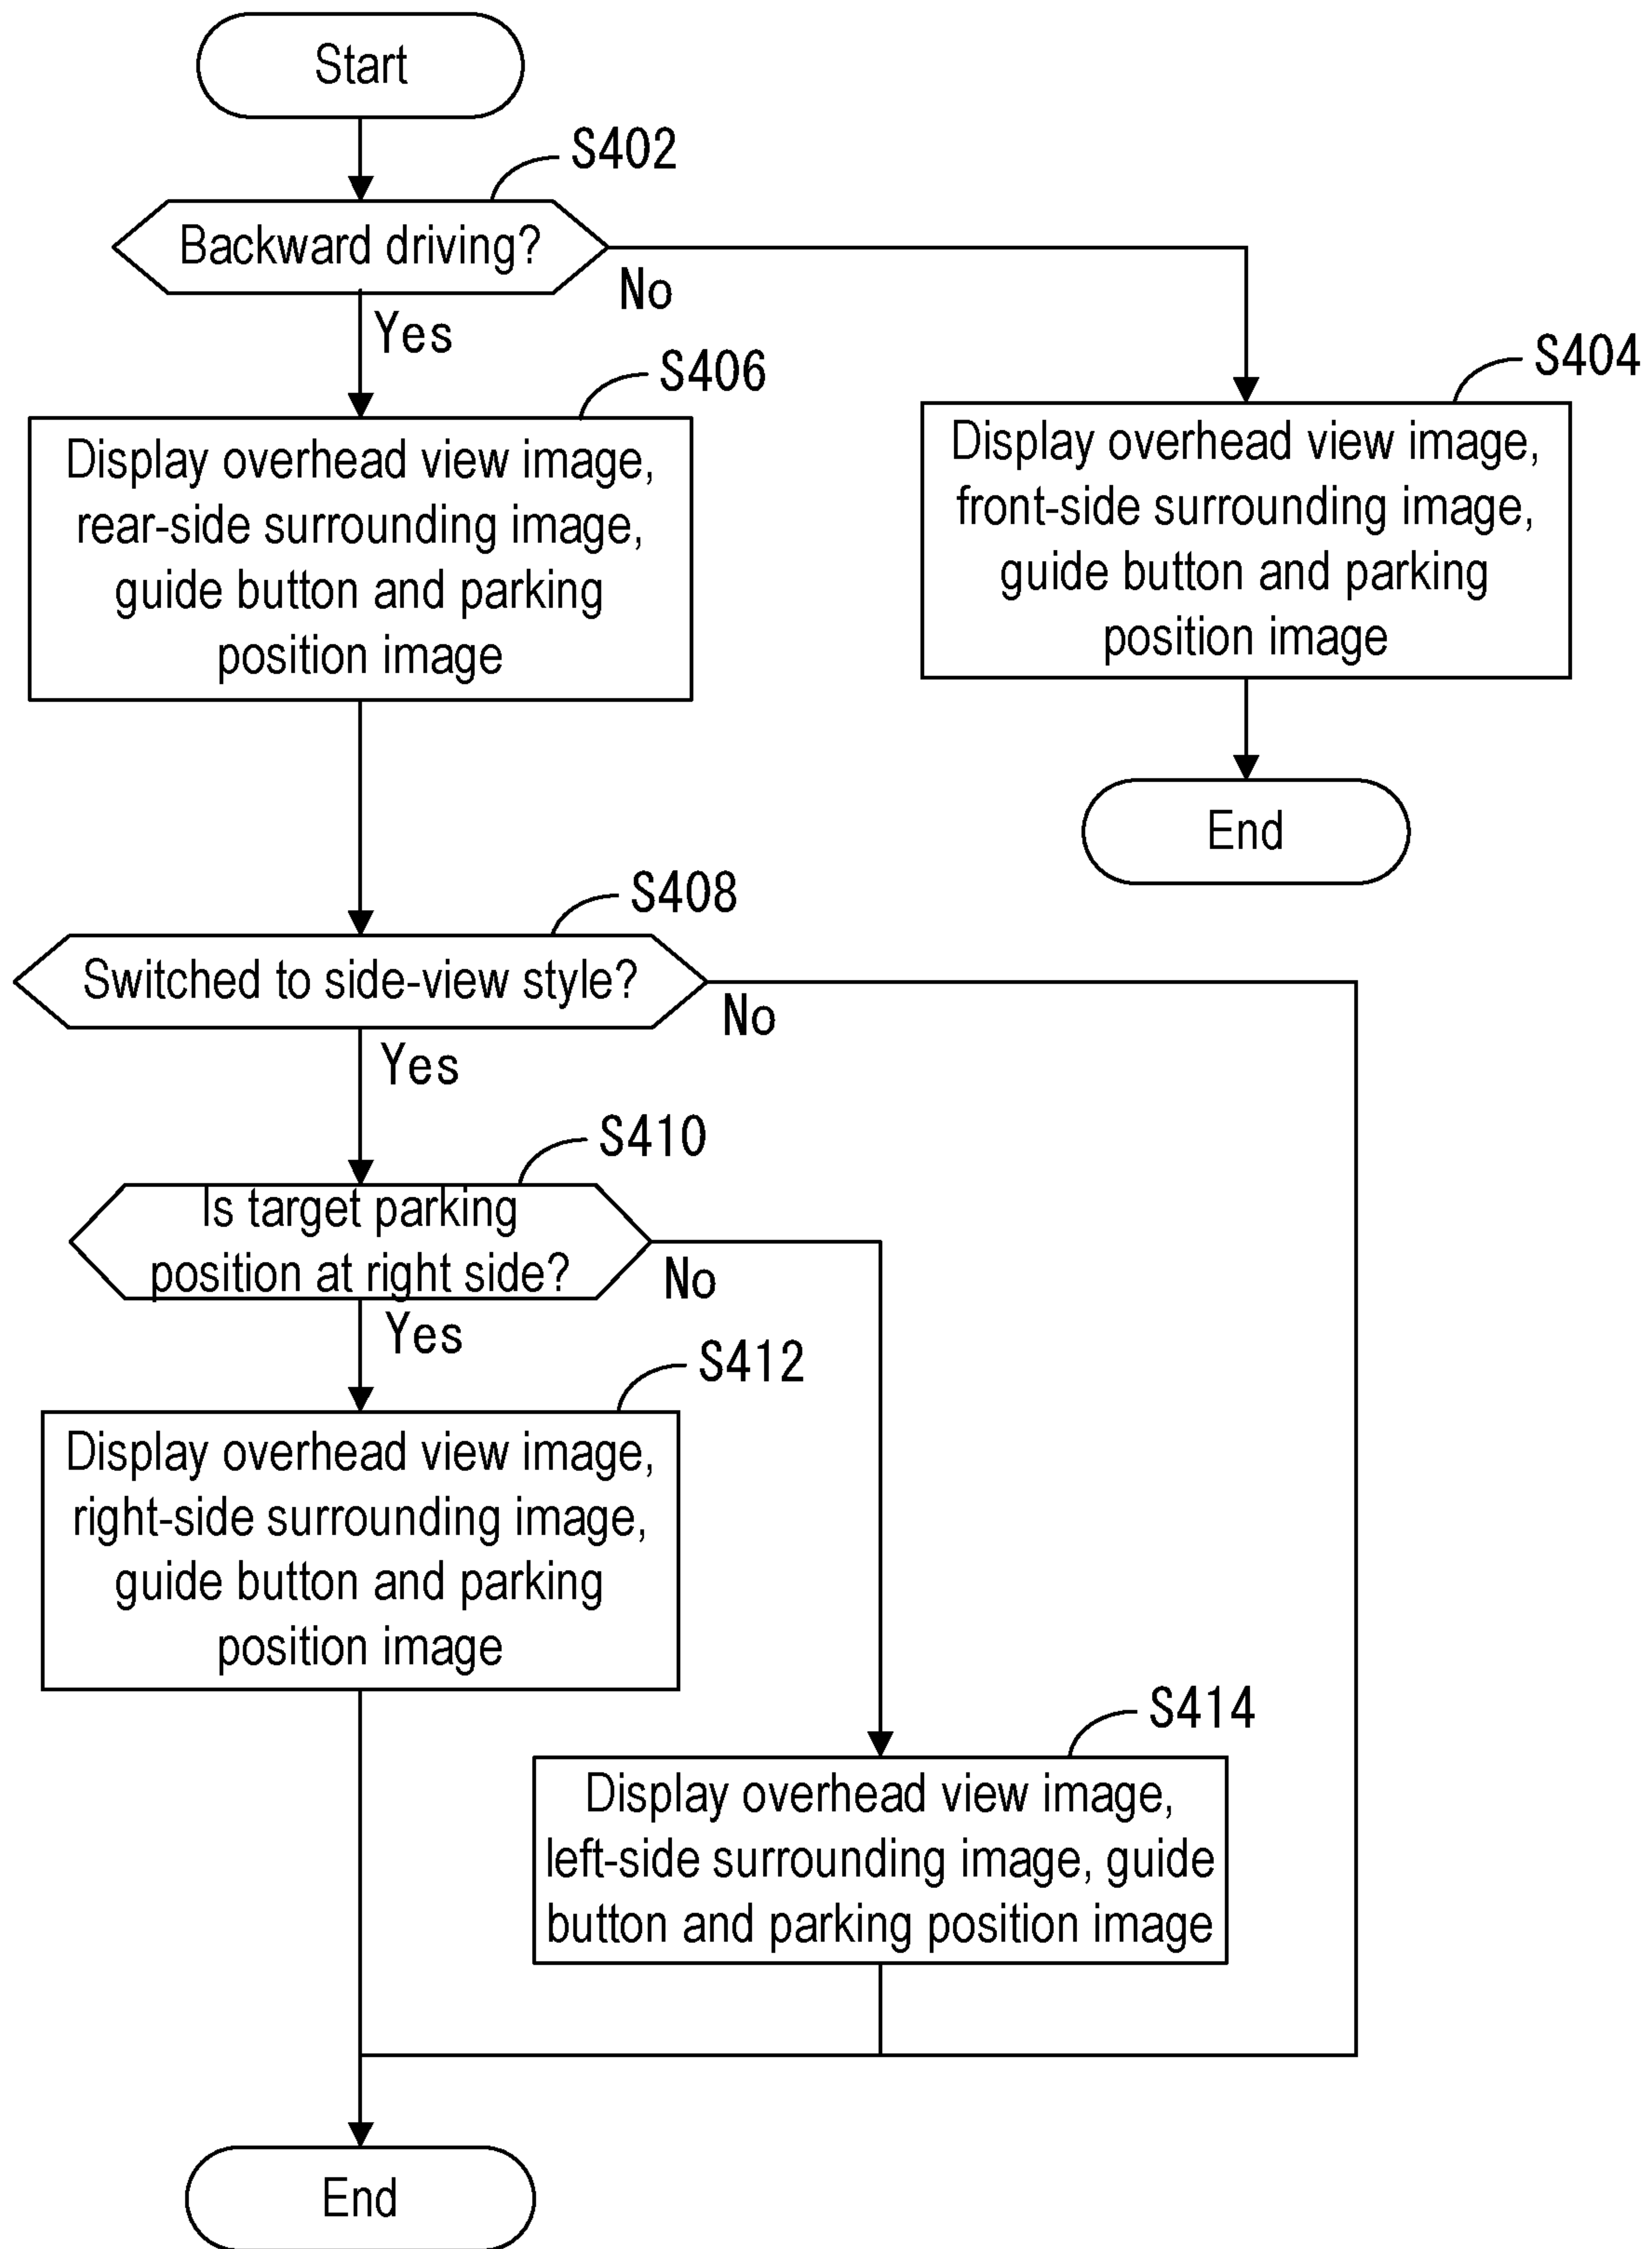 Start
S402
Backward driving?
No
Yes
S406
Display overhead view image,
rear-side surrounding image,
guide button and parking
position image
S404
Display overhead view image,
front-side surrounding image,
guide button and parking
position image
End
S408
Switched to side-view style?
No
Yes
S410
Is target parking
position at right side?
No
Yes
S412
Display overhead view image,
right-side surrounding image,
guide button and parking
position image
S414
Display overhead view image,
left-side surrounding image, guide
button and parking position image
End